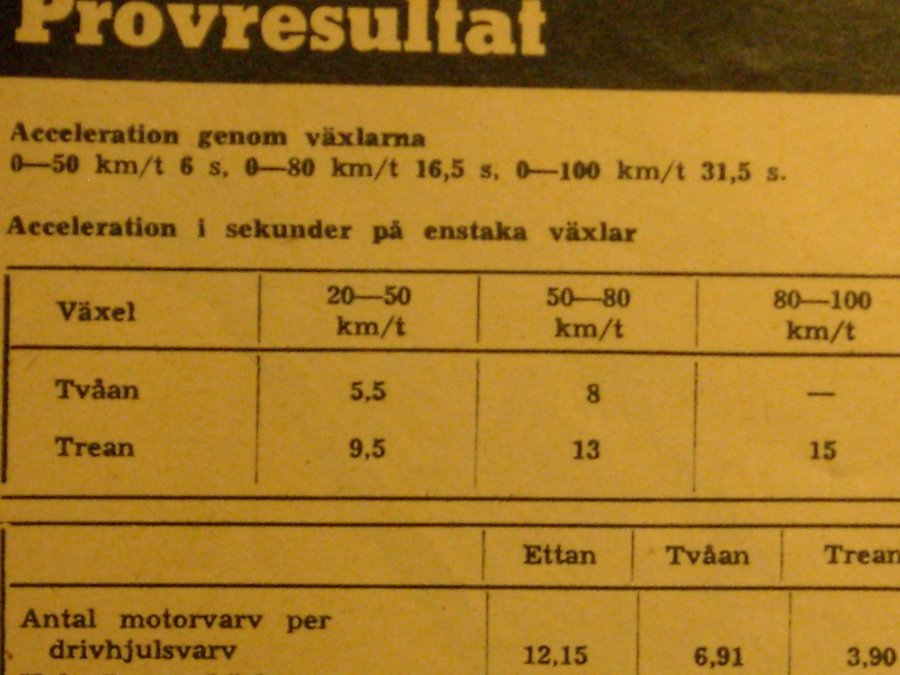 Provresultat
Acceleration genom växlarna
0—50 km/t 6 s, 0—80 km/t 16,5 s, 0—100 km/t 31,5 s.
Acceleration i sekunder på enstaka växlar
Växel 20—50 km/t 50—80 km/t 80—100 km/t
Tvåan 5,5 8 —
Trean 9,5 13 15
Ettan Tvåan Trean
Antal motorvarv per
drivhjulsvarv 12,15 6,91 3,90